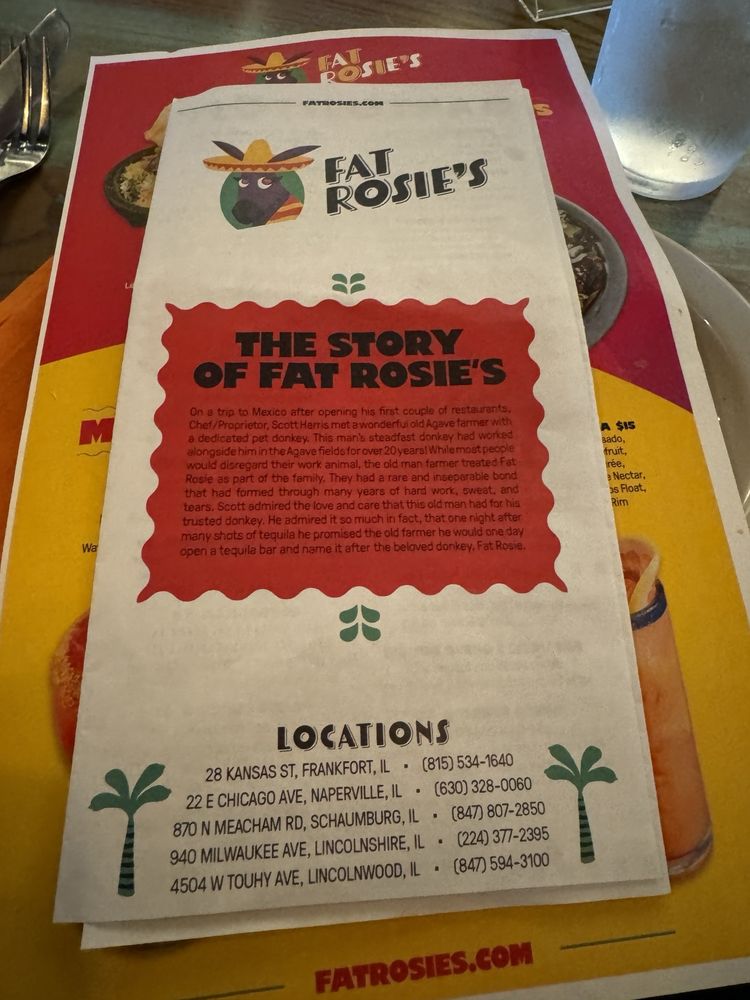 FAT
ROSIE'S
FATROSIES.COM
FAT
ROSIE'S
THE STORY
OF FAT ROSIE'S
On a trip to Mexico after opening his first couple of restaurants,
Chef/Proprietor, Scott Herris met a wonderful old Agave farmer with
a dedicated pet donkey. This man's steadfast donkey had worked
alongside him in the Agave fields for over 20 years! While most people
would disregard their work animal, the old man farmer treated Fat
Rosie as part of the family. They had a rare and inseparable bond
that had formed through many years of hard work, sweat, and
tears. Scott admired the love and care that this old man had for his
trusted donkey. He admired it so much in fact, that one night after
many shots of tequila he promised the old farmer he would one day
open a tequila bar and name it after the beloved donkey, Fat Rosie.
A $15
Nectar,
Float,
Rim
LOCATIONS
28 KANSAS ST, FRANKFORT, IL • (815) 534-1640
22 E CHICAGO AVE, NAPERVILLE, IL • (630) 328-0060
870 N MEACHAM RD, SCHAUMBURG, IL • (847) 807-2850
940 MILWAUKEE AVE, LINCOLNSHIRE, IL • (224) 377-2395
4504 W TOUHY AVE, LINCOLNWOOD, IL • (847) 594-3100
FATROSIES.COM